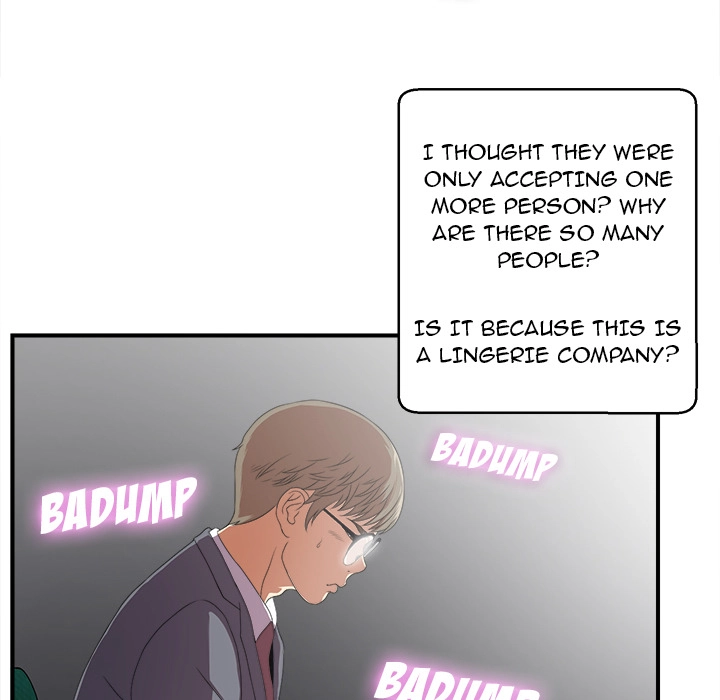 I THOUGHT THEY WERE
ONLY ACCEPTING ONE
MORE PERSON? WHY
ARE THERE SO MANY
PEOPLE?
IS IT BECAUSE THIS IS
A LINGERIE COMPANY?
BADUMP
BADUMP
BADUMP